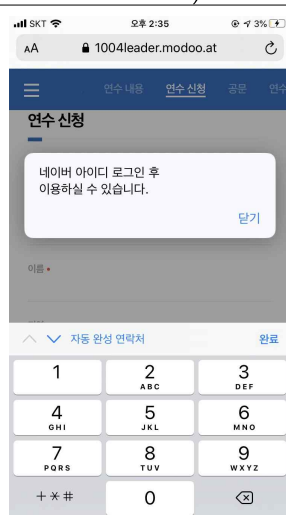 SKT 오후 2:35 3%
AA 1004leader.modoo.at
연수 내용 연수 신청 공문 연수
연수 신청
네이버 아이디 로그인 후
이용하실 수 있습니다.
닫기
이름
자동 완성 연락처 완료
1 2 3
ABC DEF
4 5 6
GHI JKL MNO
7 8 9
PQRS TUV WXYZ
+*# 0